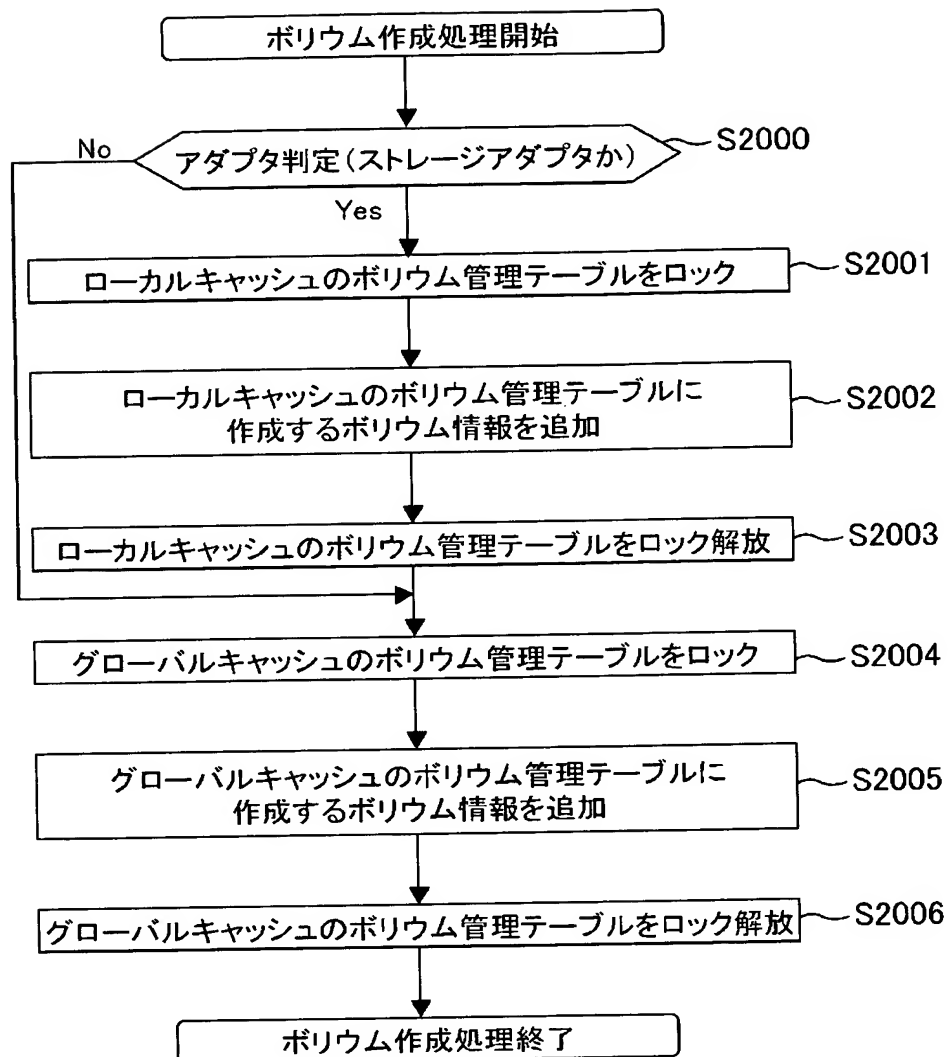 ボリウム作成処理開始
アダプタ判定(ストレージアダプタか)
S2000
No
Yes
ローカルキャッシュのボリウム管理テーブルをロック
S2001
ローカルキャッシュのボリウム管理テーブルに
作成するボリウム情報を追加
S2002
ローカルキャッシュのボリウム管理テーブルをロック解放
S2003
グローバルキャッシュのボリウム管理テーブルをロック
S2004
グローバルキャッシュのボリウム管理テーブルに
作成するボリウム情報を追加
S2005
グローバルキャッシュのボリウム管理テーブルをロック解放
S2006
ボリウム作成処理終了